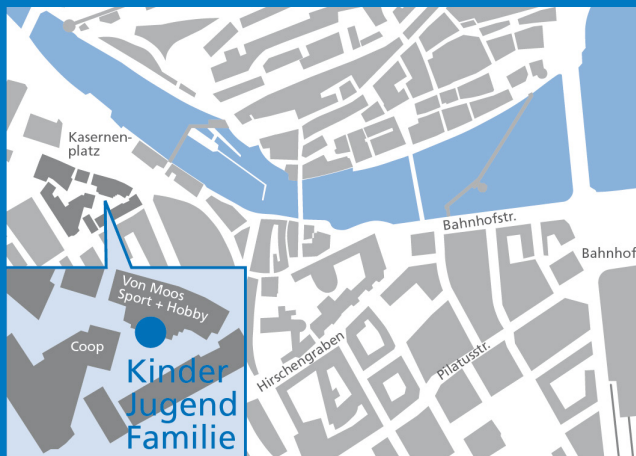 Kasernen-
platz
Bahnhofstr.
Bahnhof
Von Moos
Sport + Hobby
Coop
Hirschengraben
Pilatusstr.
Kinder
Jugend
Familie